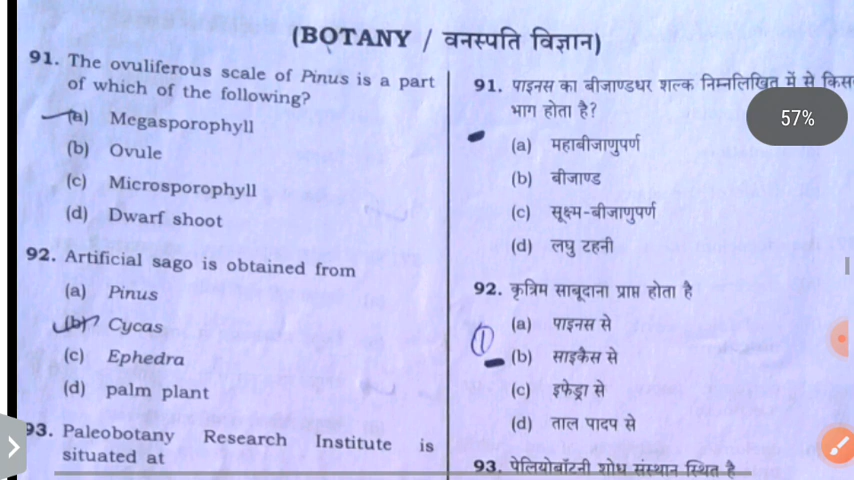 (BOTANY / वनस्पति विज्ञान)
91. The ovuliferous scale of Pinus is a part
of which of the following?
(a) Megasporophyll
(b) Ovule
(c) Microsporophyll
(d) Dwarf shoot
92. Artificial sago is obtained from
(a) Pinus
(b) Cycas
(c) Ephedra
(d) palm plant
93. Paleobotany Research Institute is
situated at
91. पाइनस का बीजाण्डधर शल्क निम्नलिखित में से किस
भाग होता है?
(a) महाबीजाणुपर्ण
(b) बीजाण्ड
(c) सूक्ष्म-बीजाणुपर्ण
(d) लघु टहनी
92. कृत्रिम साबूदाना प्राप्त होता है
(a) पाइनस से
(b) साइकैस से
(c) इफेड्रा से
(d) ताल पादप से
93. पेलियोबॉटनी शोध संस्थान स्थित है
57%
1